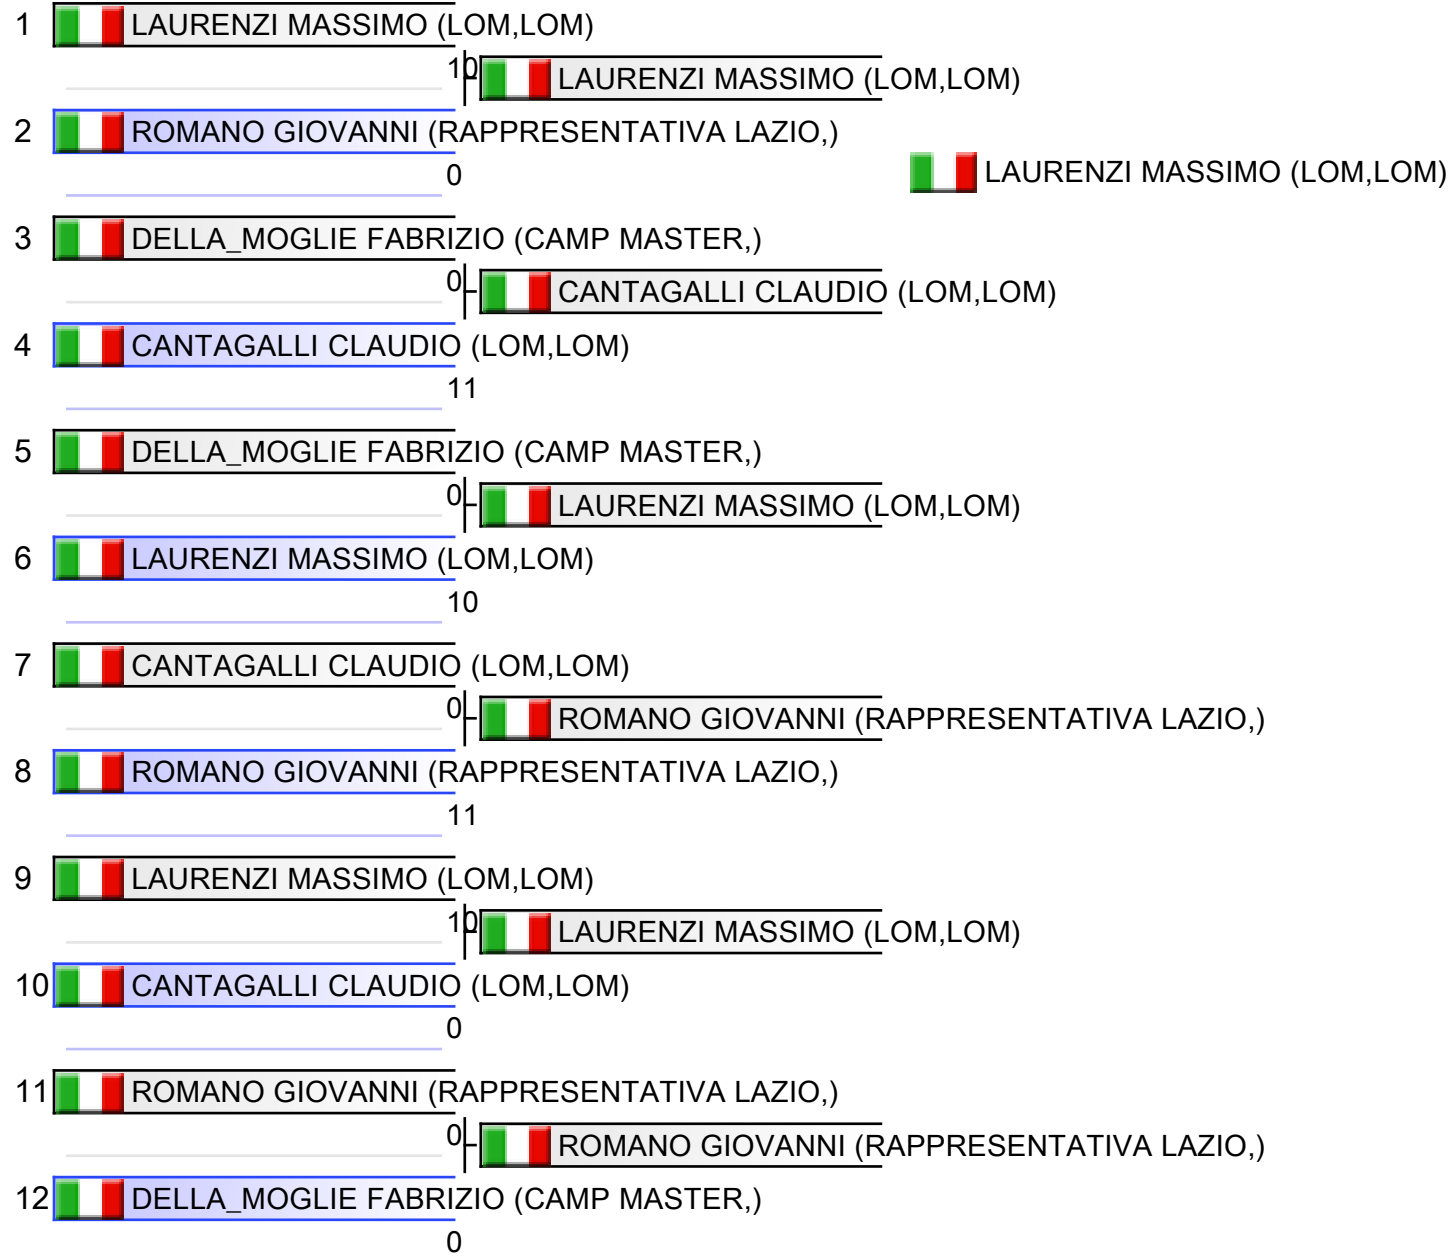 1 LAURENZI MASSIMO (LOM,LOM)
10 LAURENZI MASSIMO (LOM,LOM)
2 ROMANO GIOVANNI (RAPPRESENTATIVA LAZIO,)
0 LAURENZI MASSIMO (LOM,LOM)
3 DELLA_MOGLIE FABRIZIO (CAMP MASTER,)
0 CANTAGALLI CLAUDIO (LOM,LOM)
4 CANTAGALLI CLAUDIO (LOM,LOM)
11
5 DELLA_MOGLIE FABRIZIO (CAMP MASTER,)
0 LAURENZI MASSIMO (LOM,LOM)
6 LAURENZI MASSIMO (LOM,LOM)
10
7 CANTAGALLI CLAUDIO (LOM,LOM)
0 ROMANO GIOVANNI (RAPPRESENTATIVA LAZIO,)
8 ROMANO GIOVANNI (RAPPRESENTATIVA LAZIO,)
11
9 LAURENZI MASSIMO (LOM,LOM)
10 LAURENZI MASSIMO (LOM,LOM)
10 CANTAGALLI CLAUDIO (LOM,LOM)
0
11 ROMANO GIOVANNI (RAPPRESENTATIVA LAZIO,)
0 ROMANO GIOVANNI (RAPPRESENTATIVA LAZIO,)
12 DELLA_MOGLIE FABRIZIO (CAMP MASTER,)
0